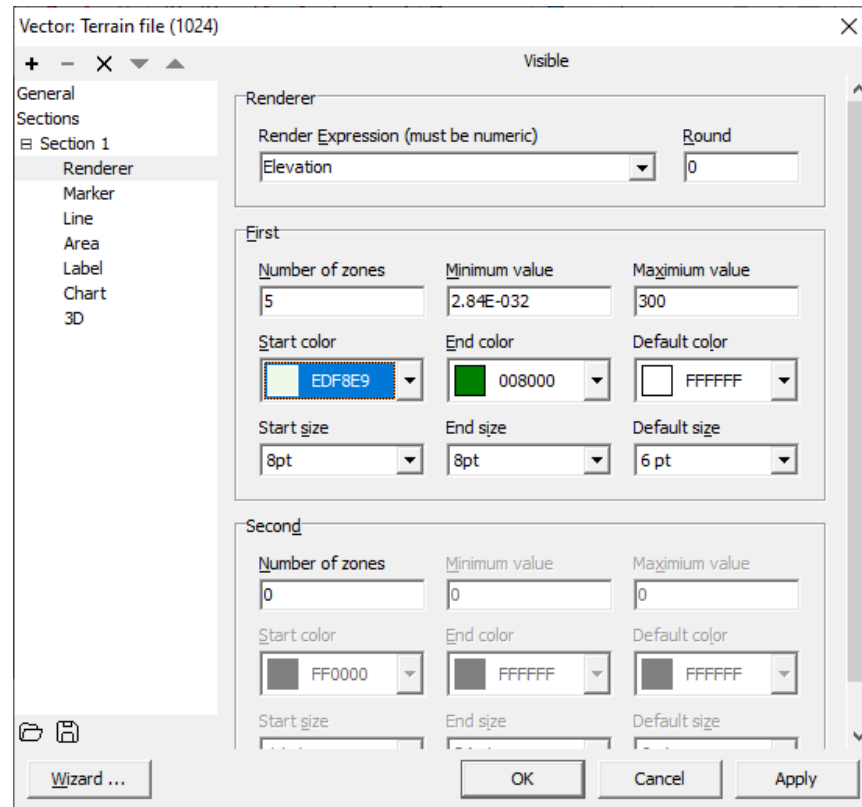 Vector: Terrain file (1024)
Visible
General
Sections
Section 1
Renderer
Marker
Line
Area
Label
Chart
3D
Renderer
Render Expression (must be numeric) Round
Elevation 0
First
Number of zones Minimum value Maximium value
5 2.84E-032 300
Start color End color Default color
EDF8E9 008000 FFFFFF
Start size End size Default size
8pt 8pt 6 pt
Second
Number of zones Minimum value Maximium value
0 0 0
Start color End color Default color
FF0000 FFFFFF FFFFFF
Start size End size Default size
Wizard ... OK Cancel Apply